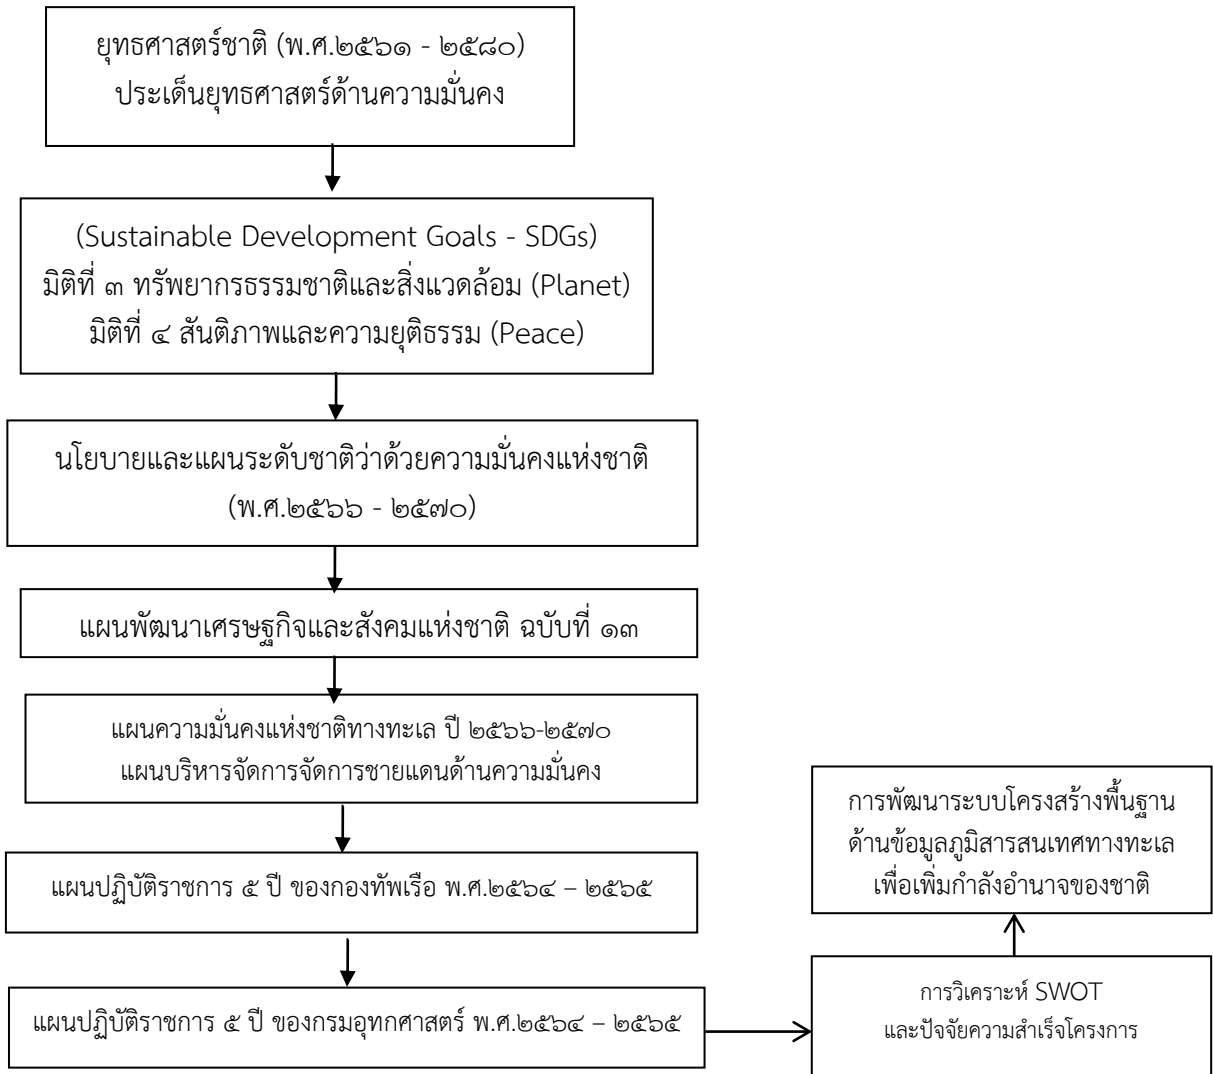 ยุทธศาสตร์ชาติ (พ.ศ.๒๕๖๑ - ๒๕๘๐)
ประเด็นยุทธศาสตร์ด้านความมั่นคง
(Sustainable Development Goals - SDGs)
มิติที่ ๓ ทรัพยากรธรรมชาติและสิ่งแวดล้อม (Planet)
มิติที่ ๔ สันติภาพและความยุติธรรม (Peace)
นโยบายและแผนระดับชาติว่าด้วยความมั่นคงแห่งชาติ
(พ.ศ.๒๕๖๖ - ๒๕๗๐)
แผนพัฒนาเศรษฐกิจและสังคมแห่งชาติ ฉบับที่ ๑๓
แผนความมั่นคงแห่งชาติทางทะเล ปี ๒๕๖๖-๒๕๗๐
แผนบริหารจัดการจัดการชายแดนด้านความมั่นคง
แผนปฏิบัติราชการ ๕ ปี ของกองทัพเรือ พ.ศ.๒๕๖๔ – ๒๕๖๕
แผนปฏิบัติราชการ ๕ ปี ของกรมอุทกศาสตร์ พ.ศ.๒๕๖๔ – ๒๕๖๕
การวิเคราะห์ SWOT
และปัจจัยความสำเร็จโครงการ
การพัฒนาระบบโครงสร้างพื้นฐาน
ด้านข้อมูลภูมิสารสนเทศทางทะเล
เพื่อเพิ่มกำลังอำนาจของชาติ